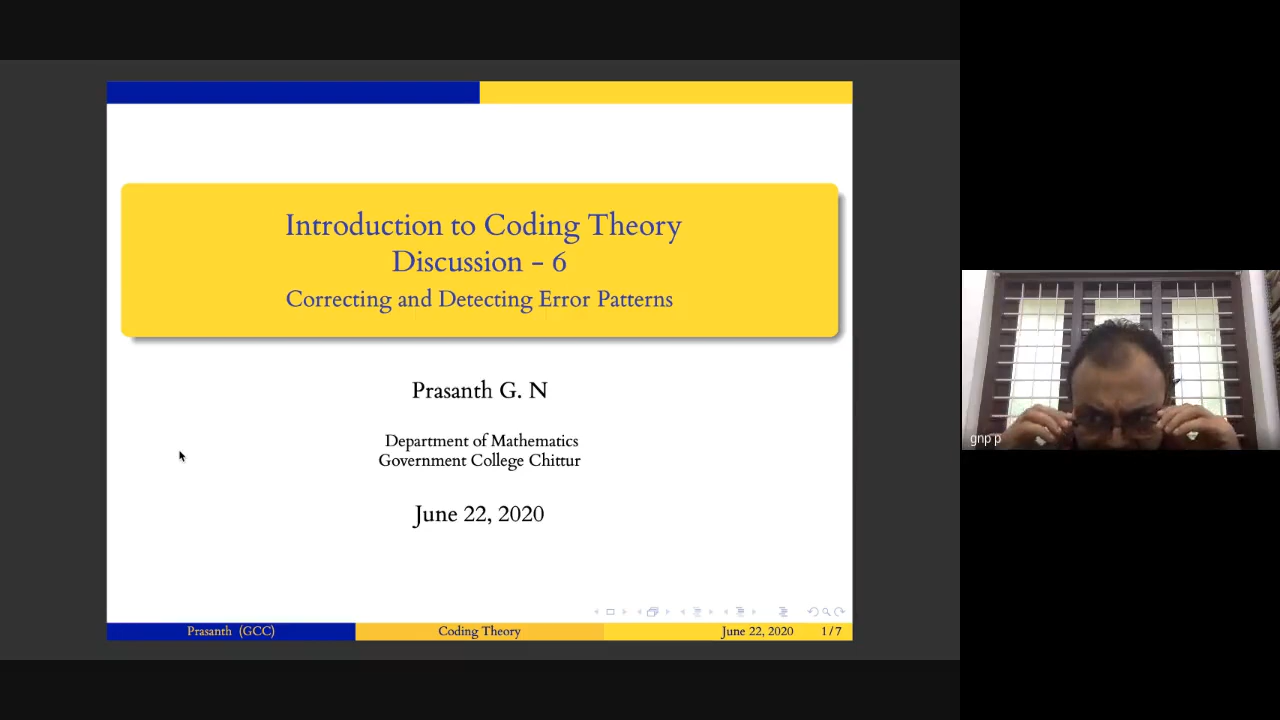 Introduction to Coding Theory
Discussion - 6
Correcting and Detecting Error Patterns
Prasanth G. N
Department of Mathematics
Government College Chittur
June 22, 2020
Prasanth (GCC) Coding Theory June 22, 2020 1 / 7
gnp p